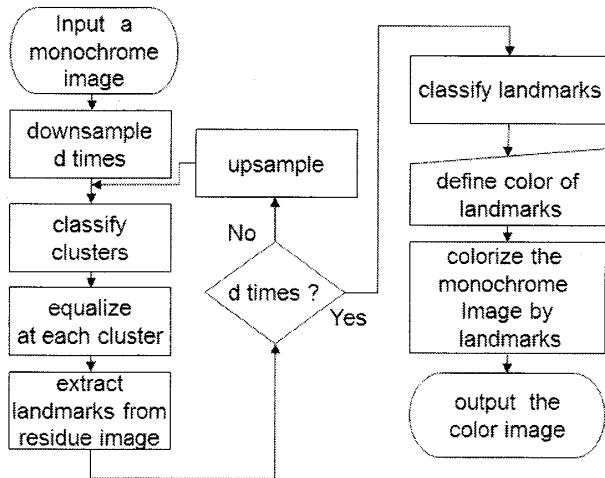 Input a
monochrome
image
downsample
d times
classify
clusters
equalize
at each cluster
extract
landmarks from
residue image
upsample
No
d times ?
Yes
classify landmarks
define color of
landmarks
colorize the
monochrome
Image by
landmarks
output the
color image